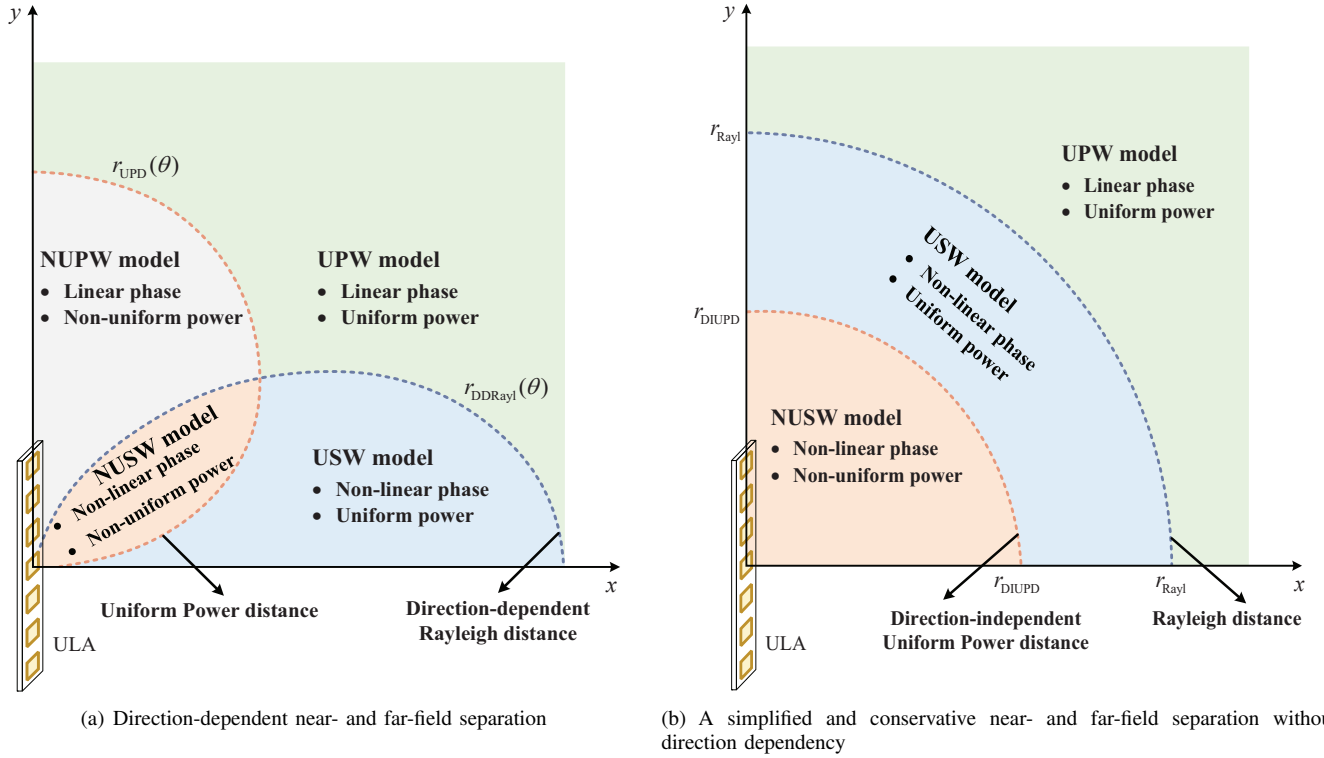 y
r_UPD(θ)
NUPW model
• Linear phase
• Non-uniform power
UPW model
• Linear phase
• Uniform power
r_DDRayl(θ)
NUSW model
• Non-linear phase
• Non-uniform power
USW model
• Non-linear phase
• Uniform power
x
Uniform Power distance
Direction-dependent
Rayleigh distance
ULA
(a) Direction-dependent near- and far-field separation
y
r_Rayl
UPW model
• Linear phase
• Uniform power
USW model
• Non-linear phase
• Uniform
power
r_DIUPD
NUSW model
• Non-linear phase
• Non-uniform power
r_DIUPD
r_Rayl
x
Direction-independent
Uniform Power distance
Rayleigh distance
ULA
(b) A simplified and conservative near- and far-field separation withou
direction dependency